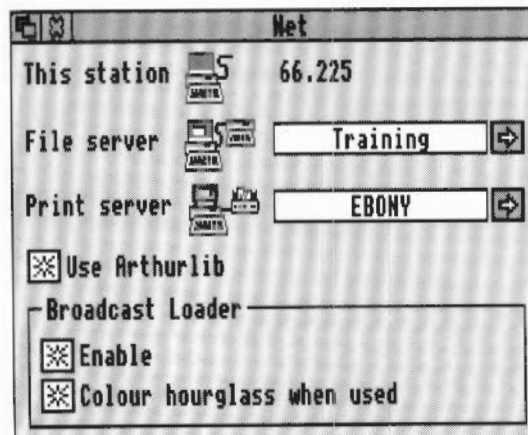 Net
This station 66.225
File server Training
Print server EBONY
Use Arthurlib
Broadcast Loader
Enable
Colour hourglass when used